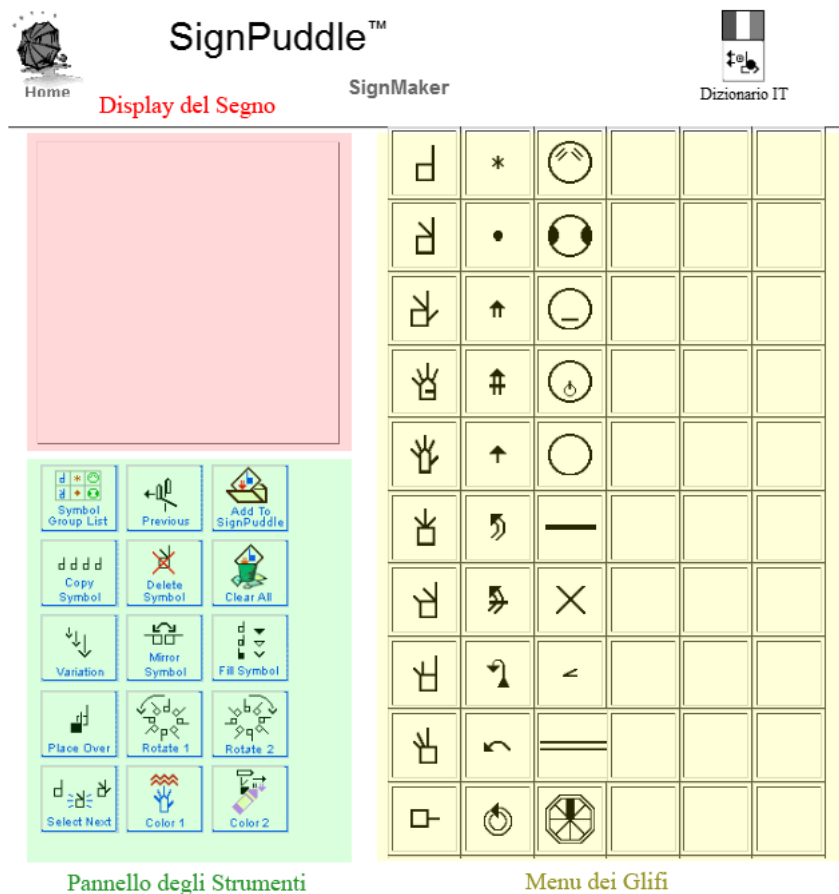 SignPuddle™
SignMaker
Home
Display del Segno
Dizionario IT
Symbol
Group List
Previous
Add To
SignPuddle
Copy
Symbol
Delete
Symbol
Clear All
Variation
Mirror
Symbol
Fill Symbol
Place Over
Rotate 1
Rotate 2
Select Next
Color 1
Color 2
Pannello degli Strumenti
Menu dei Glifi